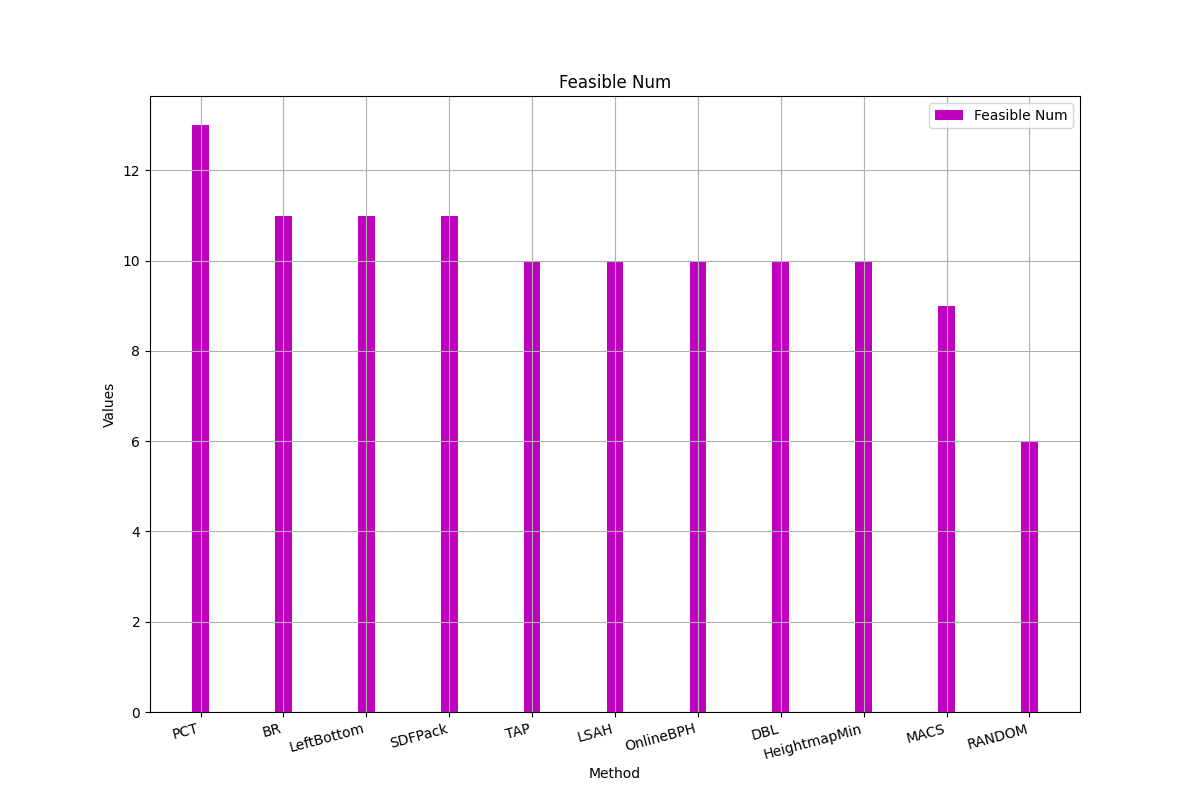 Feasible Num
Feasible Num
12
10
8
6
4
2
0
Values
PCT
BR
LeftBottom
SDFPack
TAP
LSAH
OnlineBPH
DBL
HeightmapMin
MACS
RANDOM
Method